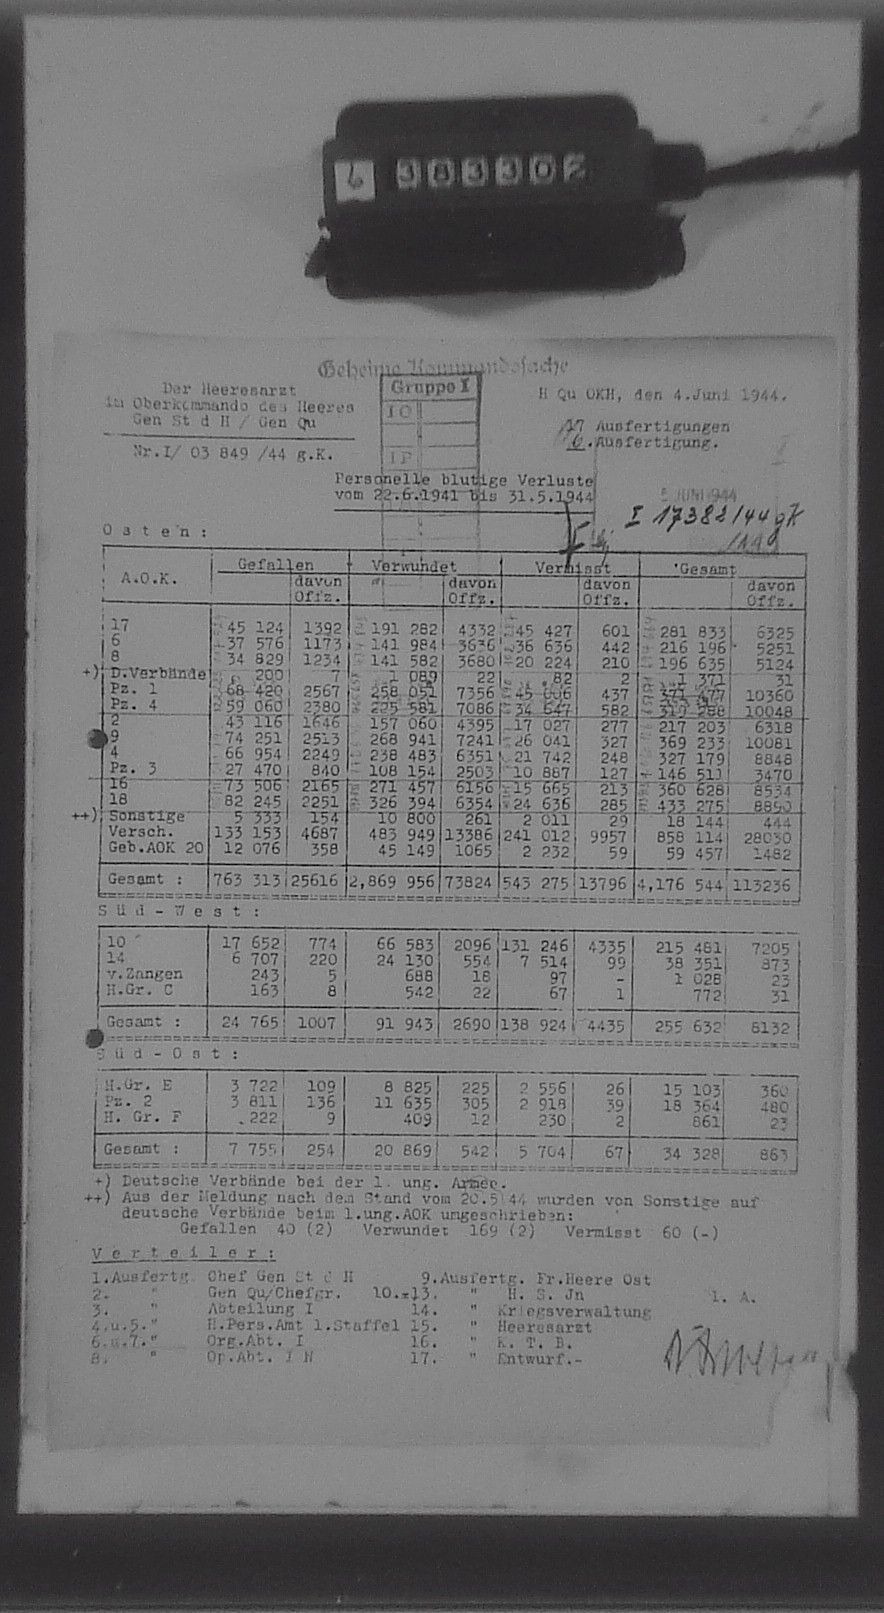 6 383302
Geheime Kommandosache
Der Heeresarzt
im Oberkommando des Heeres
Gen St d H / Gen Qu
Nr.I/ 03 849 /44 g.K.
Gruppe I
IO
IP
H Qu OKH, den 4.Juni 1944.
17 Ausfertigungen
.Ausfertigung.
Personelle blutige Verluste
vom 22.6.1941 bis 31.5.1944
5 JUNI 1944
I 17382/44 gK
Osten:
A.O.K. Gefallen Verwundet Vermisst Gesamt
davon Offz. davon Offz. davon Offz. davon Offz.
17 45 124 1392 191 282 4332 45 427 601 281 833 6325
6 37 576 1173 141 984 3636 36 636 442 216 196 5251
8 34 829 1234 141 582 3680 20 224 210 196 635 5124
+) D.Verbände 200 7 1 089 22 82 2 1 371 31
Pz. 1 68 420 2567 258 051 7356 45 006 437 371 477 10360
Pz. 4 59 060 2380 225 581 7086 34 647 582 319 288 10048
2 43 116 1646 157 060 4395 17 027 277 217 203 6318
9 74 251 2513 268 941 7241 26 041 327 369 233 10081
4 66 954 2249 238 483 6351 21 742 248 327 179 8848
Pz. 3 27 470 840 108 154 2503 10 887 127 146 511 3470
16 73 506 2165 271 457 6156 15 665 213 360 628 8534
18 82 245 2251 326 394 6354 24 636 285 433 275 8890
++) Sonstige 5 333 154 10 800 261 2 011 29 18 144 444
Versch. 133 153 4687 483 949 13386 241 012 9957 858 114 28030
Geb.AOK 20 12 076 358 45 149 1065 2 232 59 59 457 1482
Gesamt : 763 313 25616 2,869 956 73824 543 275 13796 4,176 544 113236
Süd-West:
10 17 652 774 66 583 2096 131 246 4335 215 481 7205
14 6 707 220 24 130 554 7 514 99 38 351 873
v.Zangen 243 5 688 18 97 - 1 028 23
H.Gr. C 163 8 542 22 67 1 772 31
Gesamt : 24 765 1007 91 943 2690 138 924 4435 255 632 8132
Süd-Ost:
H.Gr. E 3 722 109 8 825 225 2 556 26 15 103 360
Pz. 2 3 811 136 11 635 305 2 918 39 18 364 480
H. Gr. F 222 9 409 12 230 2 861 23
Gesamt : 7 755 254 20 869 542 5 704 67 34 328 863
+) Deutsche Verbände bei der 1. ung. Armee.
++) Aus der Meldung nach dem Stand vom 20.5.44 wurden von Sonstige auf
deutsche Verbände beim 1.ung.AOK umgeschrieben:
Gefallen 40 (2) Verwundet 169 (2) Vermisst 60 (-)
Verteiler:
1.Ausfertg. Chef Gen St d H 9.Ausfertg. Fr.Heere Ost
2. " Gen Qu/Chefgr. 10.-13. " H. S. Jn 1. A.
3. " Abteilung I 14. " Kriegsverwaltung
4.u.5." H.Pers.Amt 1.Staffel 15. " Heeresarzt
6.u.7." Org.Abt. I 16. " K. T. B.
8. " Op.Abt. I N 17. " Entwurf.-